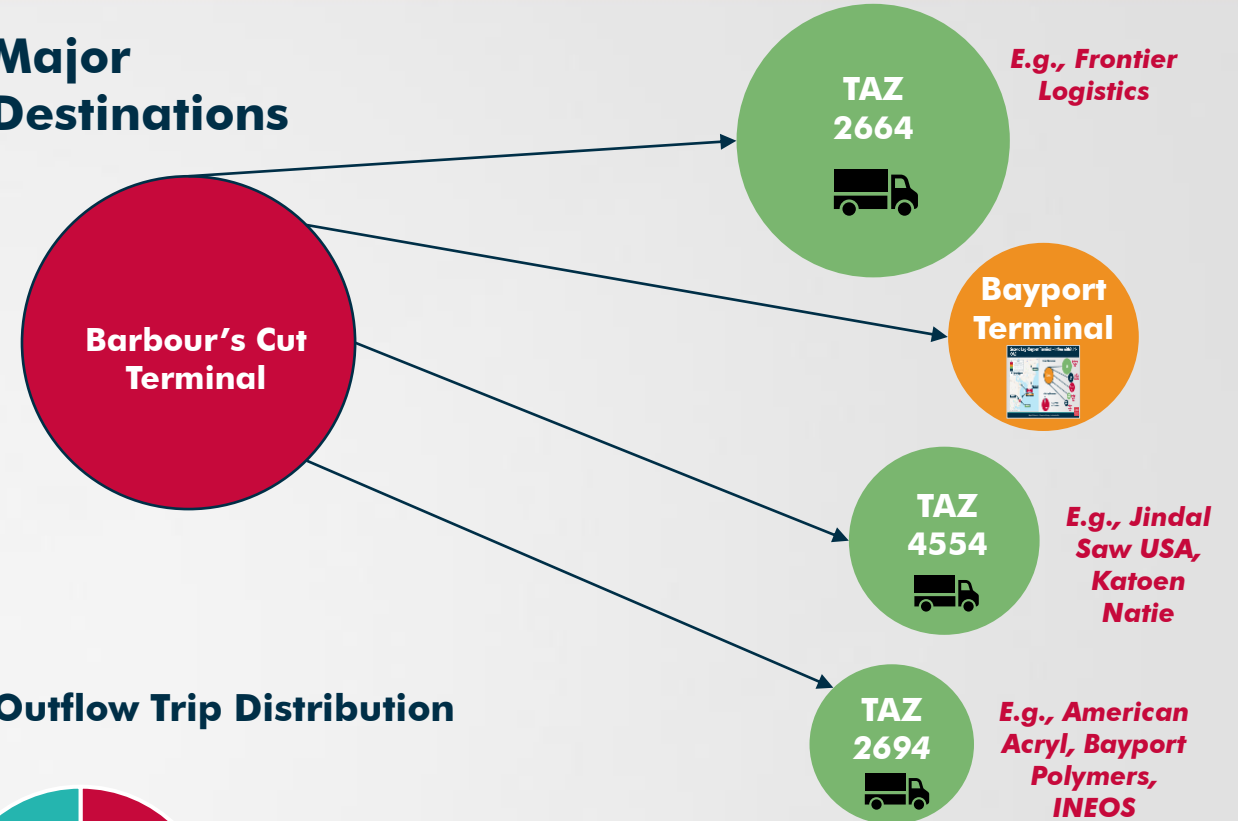 Major
Destinations
TAZ
2664
E.g., Frontier
Logistics
Barbour's Cut
Terminal
Bayport
Terminal
TAZ
4554
E.g., Jindal
Saw USA,
Katoen
Natie
TAZ
2694
E.g., American
Acryl, Bayport
Polymers,
INEOS
Outflow Trip Distribution